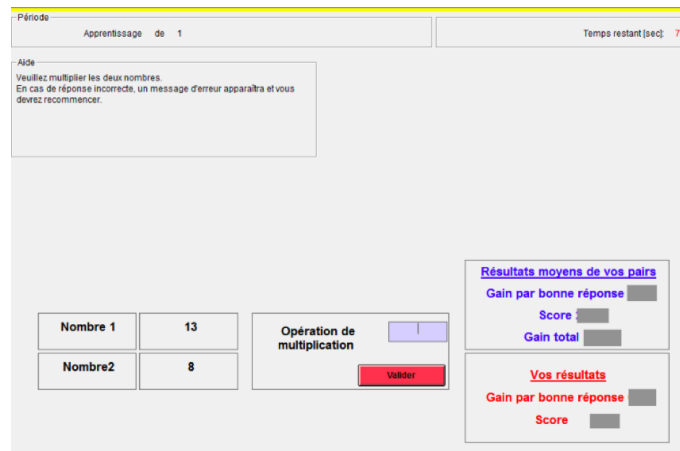 Période
Apprentissage de 1
Temps restant [sec]: 7
Aide
Veuillez multiplier les deux nombres.
En cas de réponse incorrecte, un message d'erreur apparaîtra et vous
devrez recommencer.
Résultats moyens de vos pairs
Gain par bonne réponse
Score :
Gain total
Nombre 1 13
Nombre2 8
Opération de
multiplication
Valider
Vos résultats
Gain par bonne réponse
Score